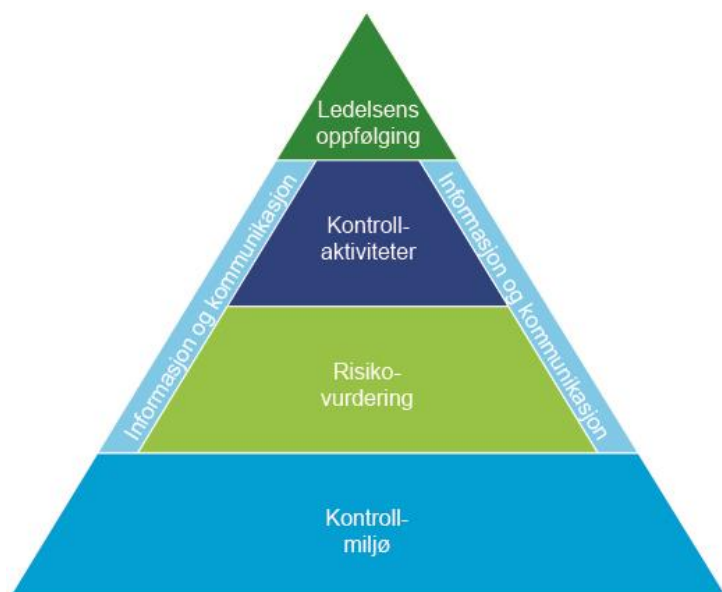 Ledelsens
oppfølging
Informasjon og kommunikasjon
Informasjon og kommunikasjon
Kontroll-
aktiviteter
Risiko-
vurdering
Kontroll-
miljø